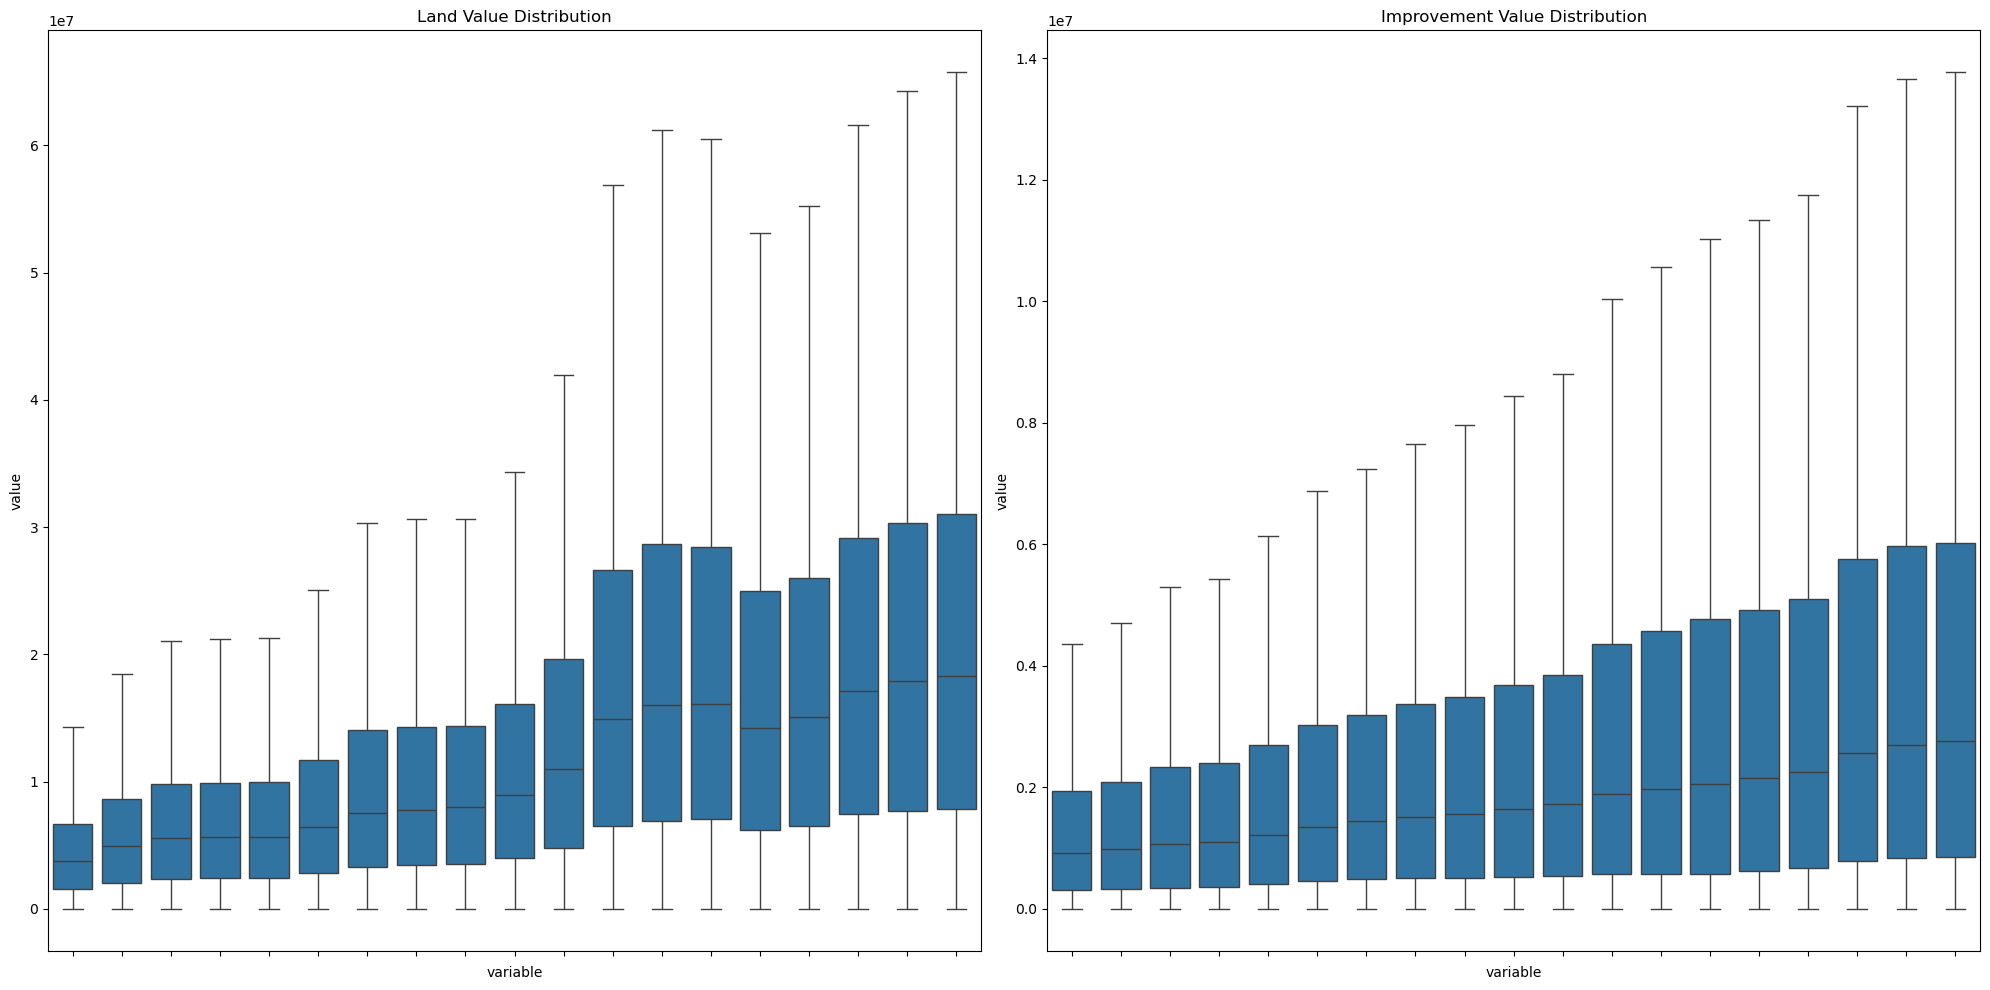 Land Value Distribution
1e7
6
5
4
3
2
1
0
value
variable
Improvement Value Distribution
1e7
1.4
1.2
1.0
0.8
0.6
0.4
0.2
0.0
value
variable